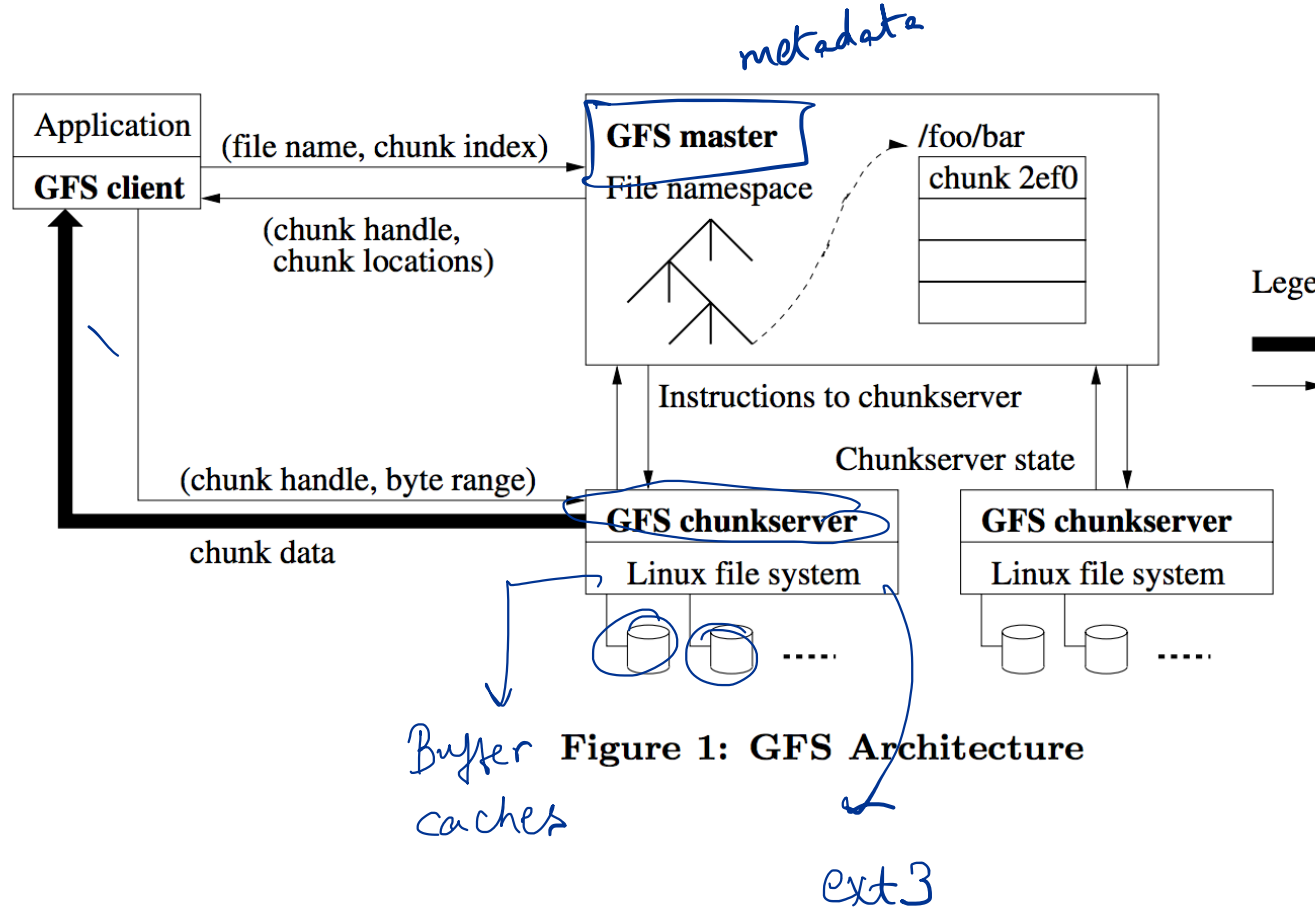 metadata
Application
GFS client
(file name, chunk index)
(chunk handle,
chunk locations)
GFS master
File namespace
/foo/bar
chunk 2ef0
Lege
Instructions to chunkserver
Chunkserver state
(chunk handle, byte range)
chunk data
GFS chunkserver
Linux file system
GFS chunkserver
Linux file system
Buffer
caches
Figure 1: GFS Architecture
ext3